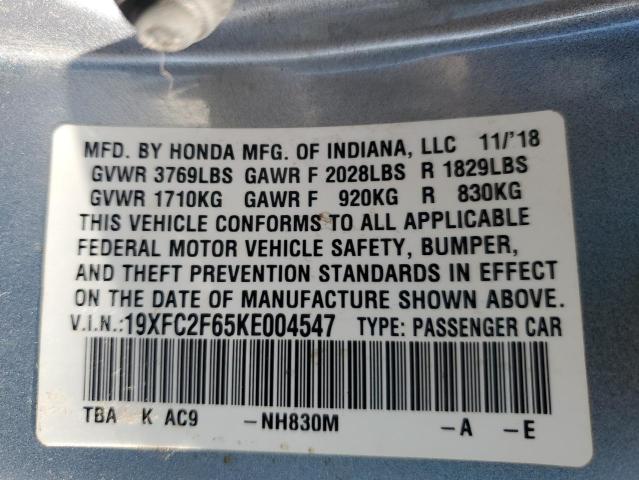 MFD. BY HONDA MFG. OF INDIANA, LLC 11/'18
GVWR 3769LBS GAWR F 2028LBS R 1829LBS
GVWR 1710KG GAWR F 920KG R 830KG
THIS VEHICLE CONFORMS TO ALL APPLICABLE
FEDERAL MOTOR VEHICLE SAFETY, BUMPER,
AND THEFT PREVENTION STANDARDS IN EFFECT
ON THE DATE OF MANUFACTURE SHOWN ABOVE.
V.I.N.:19XFC2F65KE004547 TYPE: PASSENGER CAR
TBA K AC9 -NH830M -A -E